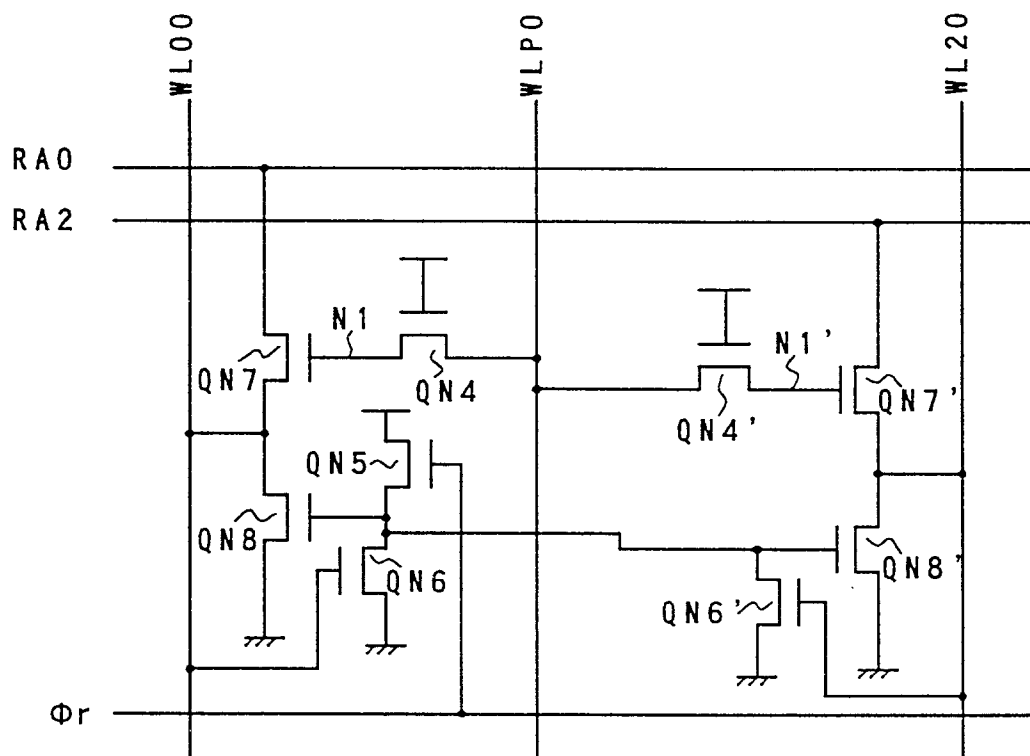 WL00
WLP0
WL20
RA0
RA2
N1
N1'
QN7
QN4
QN4'
QN7'
QN5
QN8
QN6
QN6'
QN8'
Φr